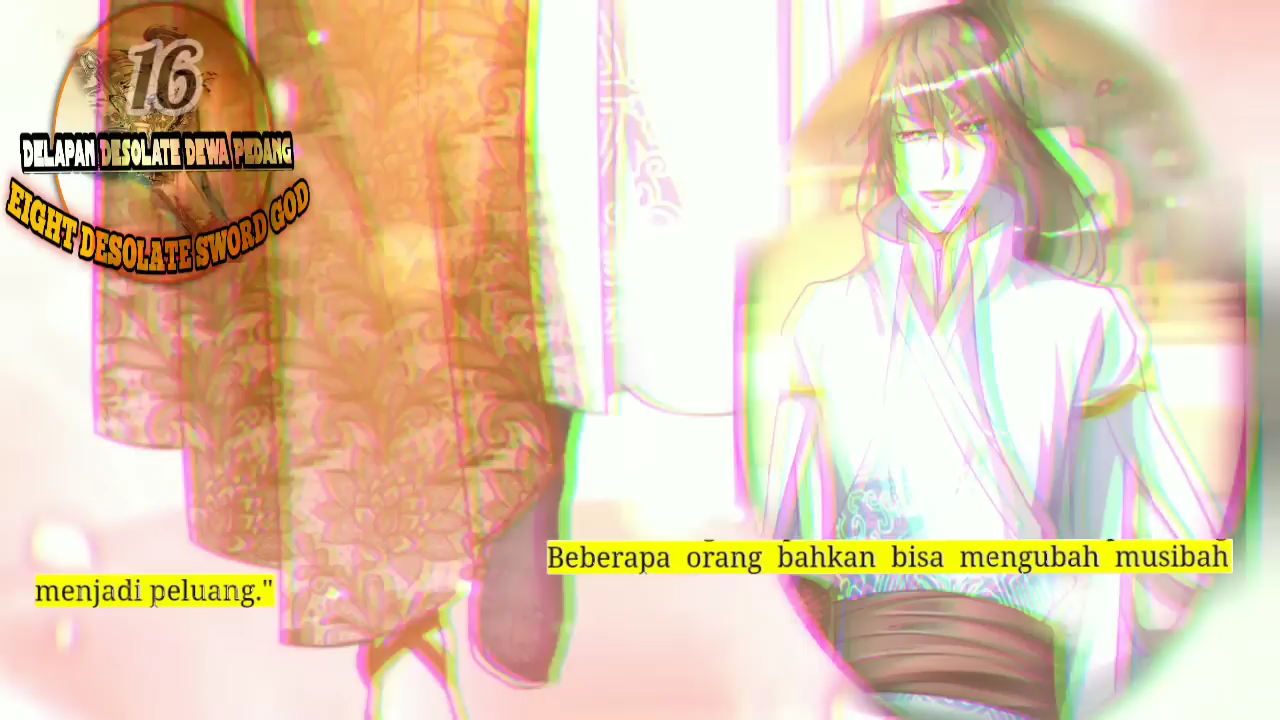 16
DELAPAN DESOLATE DEWA PEDANG
EIGHT DESOLATE SWORD GOD
Beberapa orang bahkan bisa mengubah musibah
menjadi peluang."